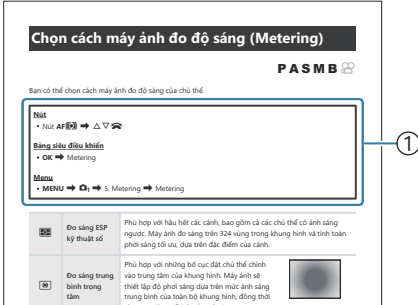 Chọn cách máy ảnh đo độ sáng (Metering)
PASMB
Bạn có thể chọn cách máy ảnh đo độ sáng của chủ thể.
Nút
• Nút AF ➡ △▽
Bảng siêu điều khiển
• OK ➡ Metering
Menu
• MENU ➡ 1 ➡ 5. Metering ➡ Metering
1
Đo sáng ESP
kỹ thuật số
Phù hợp với hầu hết các cảnh, bao gồm cả các chủ thể có ánh sáng
ngược. Máy ảnh đo sáng trên 324 vùng trong khung hình và tính toán
phơi sáng tối ưu, dựa trên đặc điểm của cảnh.
Đo sáng trung
bình trọng
tâm
Phù hợp với những bố cục đặt chủ thể chính
vào trung tâm của khung hình. Máy ảnh sẽ
thiết lập độ phơi sáng dựa trên mức ánh sáng
trung bình của toàn bộ khung hình, đồng thời